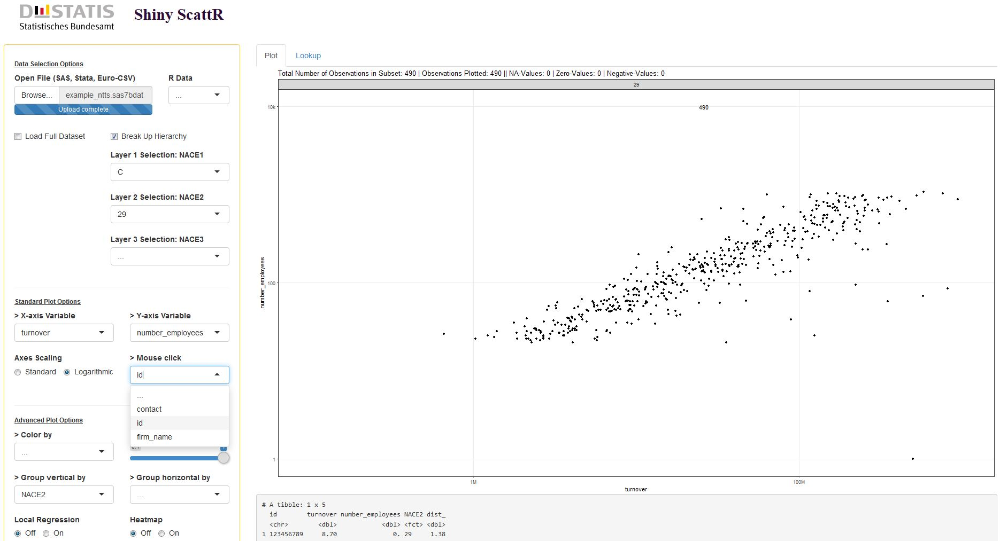 DSTATIS
Statistisches Bundesamt
Shiny ScattR
Data Selection Options
Open File (SAS, Stata, Euro-CSV)
R Data
Browse...
example_ntts.sas7bdat
...
Upload complete
Load Full Dataset
Break Up Hierarchy
Layer 1 Selection: NACE1
C
Layer 2 Selection: NACE2
29
Layer 3 Selection: NACE3
...
Standard Plot Options
> X-axis Variable
> Y-axis Variable
turnover
number_employees
Axes Scaling
> Mouse click
Standard
Logarithmic
id
...
contact
id
firm_name
Advanced Plot Options
> Color by
...
> Group vertical by
> Group horizontal by
NACE2
...
Local Regression
Heatmap
Off
On
Off
On
Plot
Lookup
Total Number of Observations in Subset: 490 | Observations Plotted: 490 || NA-Values: 0 | Zero-Values: 0 | Negative-Values: 0
29
490
10k
100
1
number_employees
1M
100M
turnover
# A tibble: 1 x 5
id turnover number_employees NACE2 dist_
<chr> <dbl> <dbl> <fct> <dbl>
1 123456789 8.70 0. 29 1.38